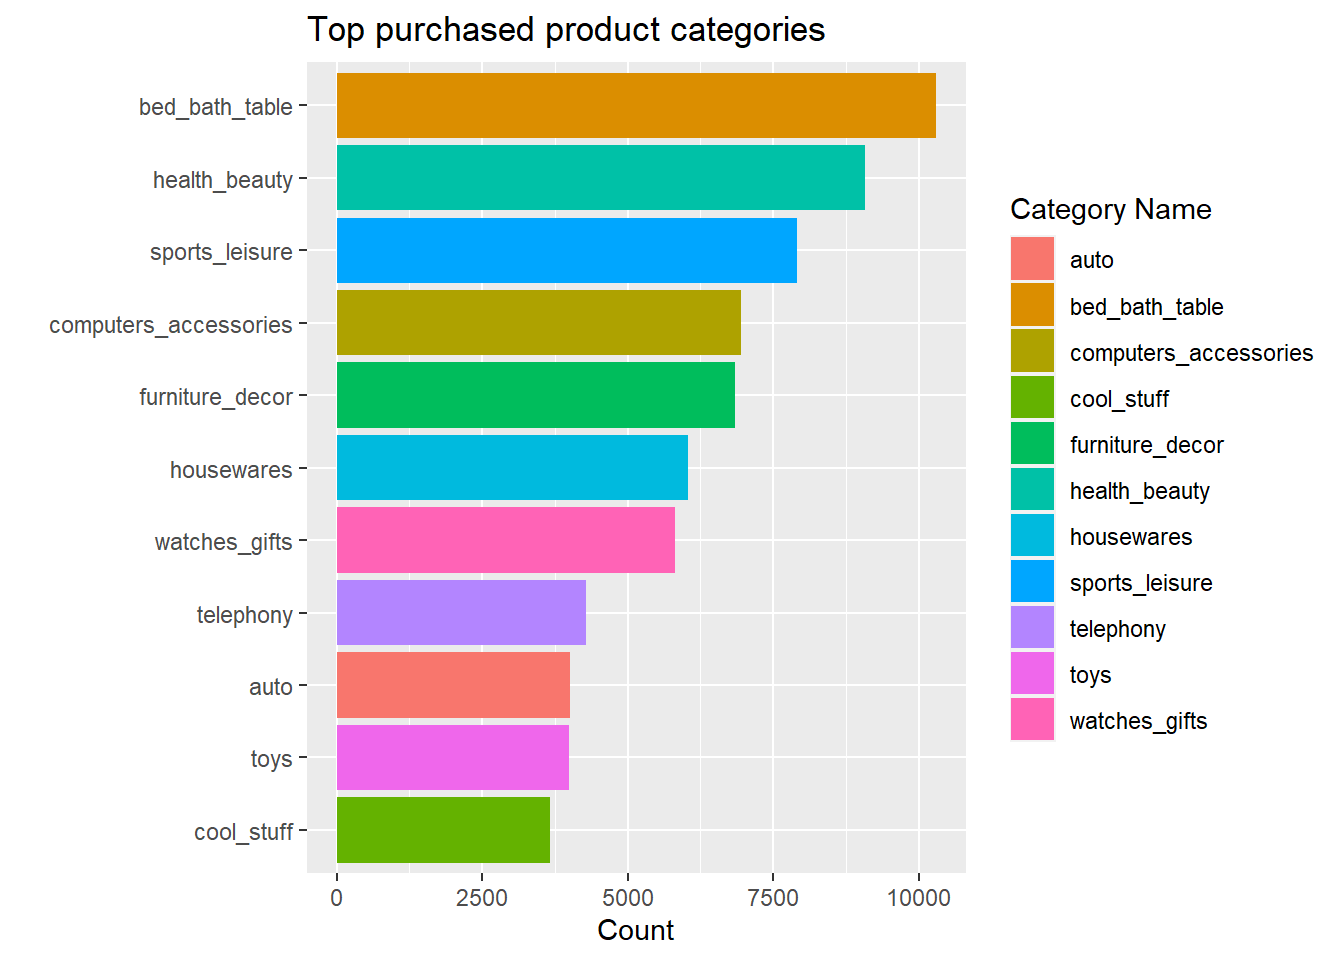 Top purchased product categories
bed_bath_table
health_beauty
sports_leisure
computers_accessories
furniture_decor
housewares
watches_gifts
telephony
auto
toys
cool_stuff
0 2500 5000 7500 10000
Count
Category Name
auto
bed_bath_table
computers_accessories
cool_stuff
furniture_decor
health_beauty
housewares
sports_leisure
telephony
toys
watches_gifts